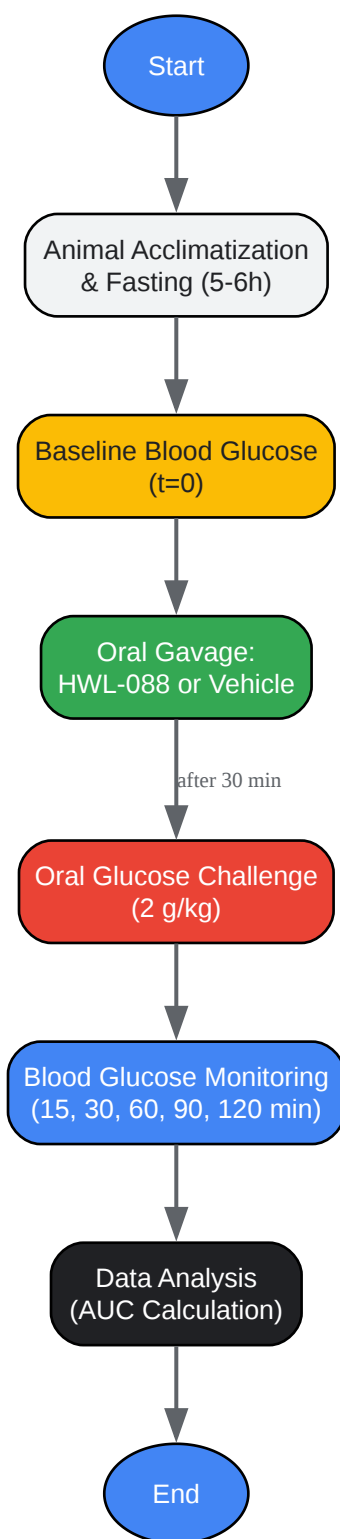 Start
Animal Acclimatization
& Fasting (5-6h)
Baseline Blood Glucose
(t=0)
Oral Gavage:
HWL-088 or Vehicle
after 30 min
Oral Glucose Challenge
(2 g/kg)
Blood Glucose Monitoring
(15, 30, 60, 90, 120 min)
Data Analysis
(AUC Calculation)
End